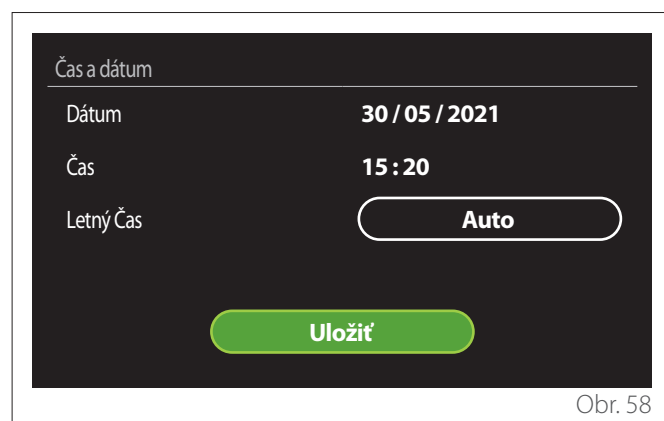 Čas a dátum
Dátum 30 / 05 / 2021
Čas 15 : 20
Letný Čas Auto
Uložiť
Obr. 58